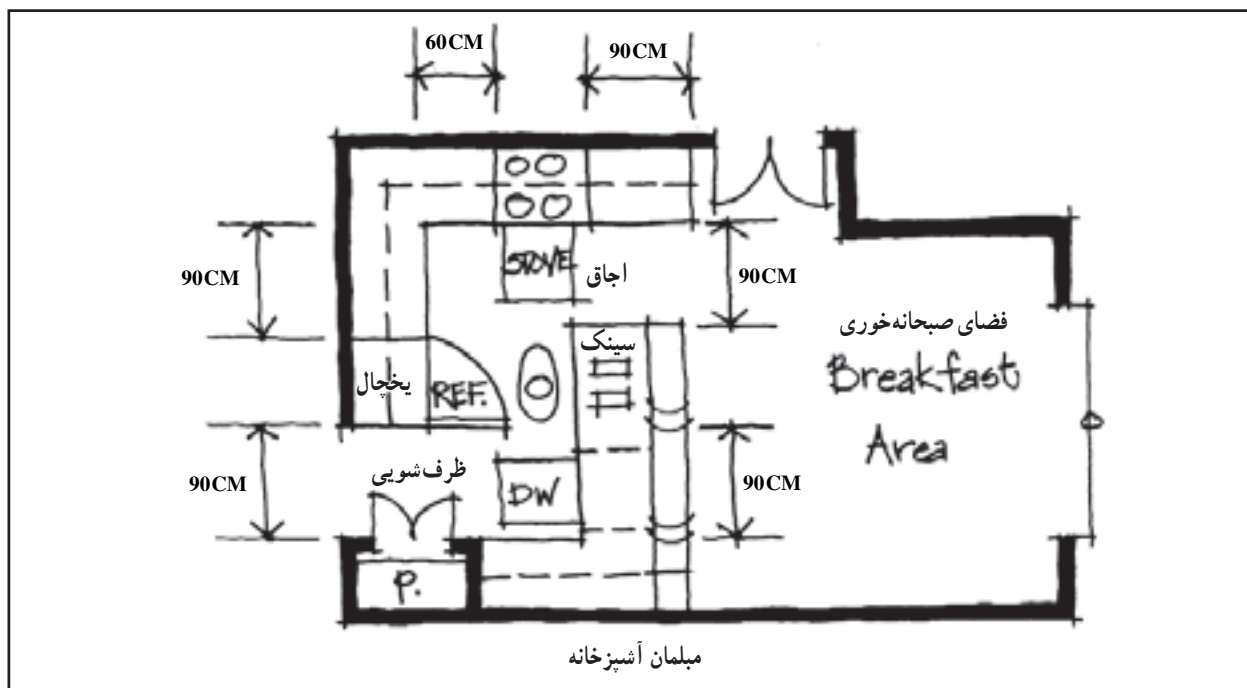 60CM
90CM
STOVE
اجاق
90CM
90CM
سینک
فضای صبحانه‌خوری
یخچال
REF.
Breakfast
Area
ظرف‌شویی
90CM
DW
90CM
P.
مبلمان آشپزخانه